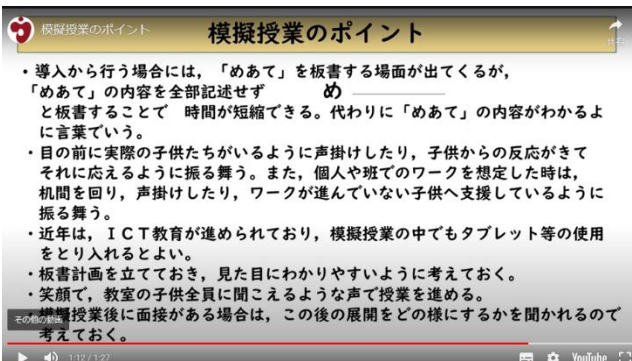 模擬授業のポイント
模擬授業のポイント
・導入から行う場合には，「めあて」を板書する場面が出てくるが，
「めあて」の内容を全部記述せず　め
と板書することで　時間が短縮できる。代わりに「めあて」の内容がわかるよ
うに言葉でいう。
・目の前に実際の子供たちがいるように声掛けしたり，子供からの反応がきて
それに応えるように振る舞う。また，個人や班でのワークを想定した時は，
机間を回り，声掛けしたり，ワークが進んでいない子供へ支援しているように
振る舞う。
・近年は，ＩＣＴ教育が進められており，模擬授業の中でもタブレット等の使用
をとり入れるとよい。
・板書計画を立てておき，見た目にわかりやすいように考えておく。
・笑顔で，教室の子供全員に聞こえるような声で授業を進める。
・模擬授業後に面接がある場合は，この後の展開をどの様にするかを聞かれるので
考えておく。
その他の動画
1:12 / 1:27
YouTube